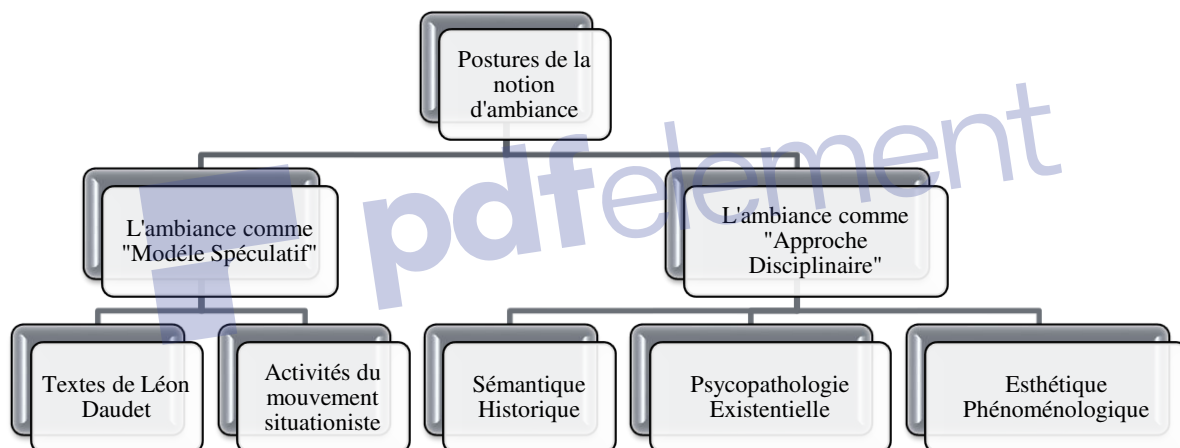 Postures de la
notion
d'ambiance
pdfelement
L'ambiance comme
"Modéle Spéculatif"
L'ambiance comme
"Approche
Disciplinaire"
Textes de Léon
Daudet
Activités du
mouvement
situationiste
Sémantique
Historique
Psycopathologie
Existentielle
Esthétique
Phénoménologique